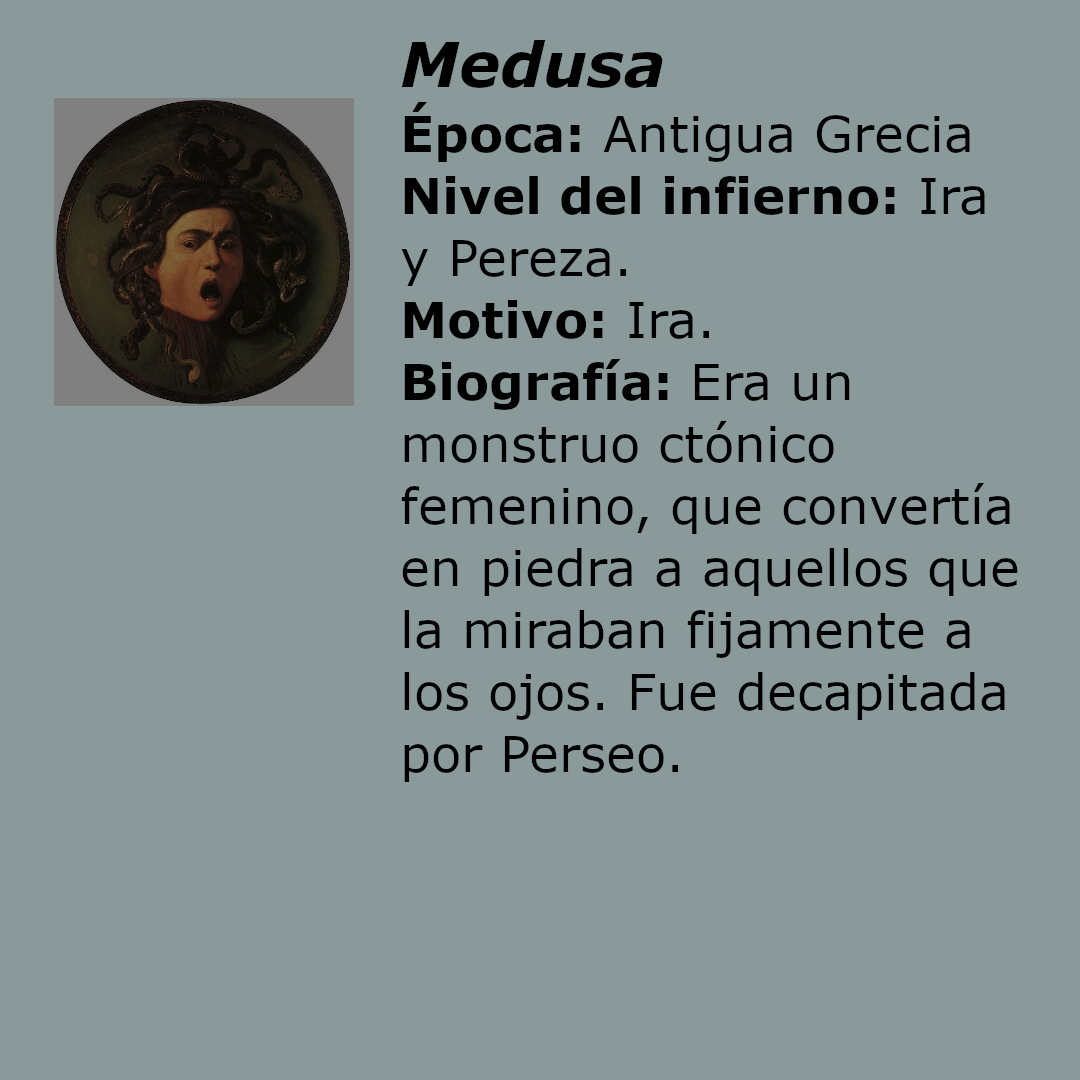 Medusa
Época: Antigua Grecia
Nivel del infierno: Ira
y Pereza.
Motivo: Ira.
Biografía: Era un
monstruo ctónico
femenino, que convertía
en piedra a aquellos que
la miraban fijamente a
los ojos. Fue decapitada
por Perseo.